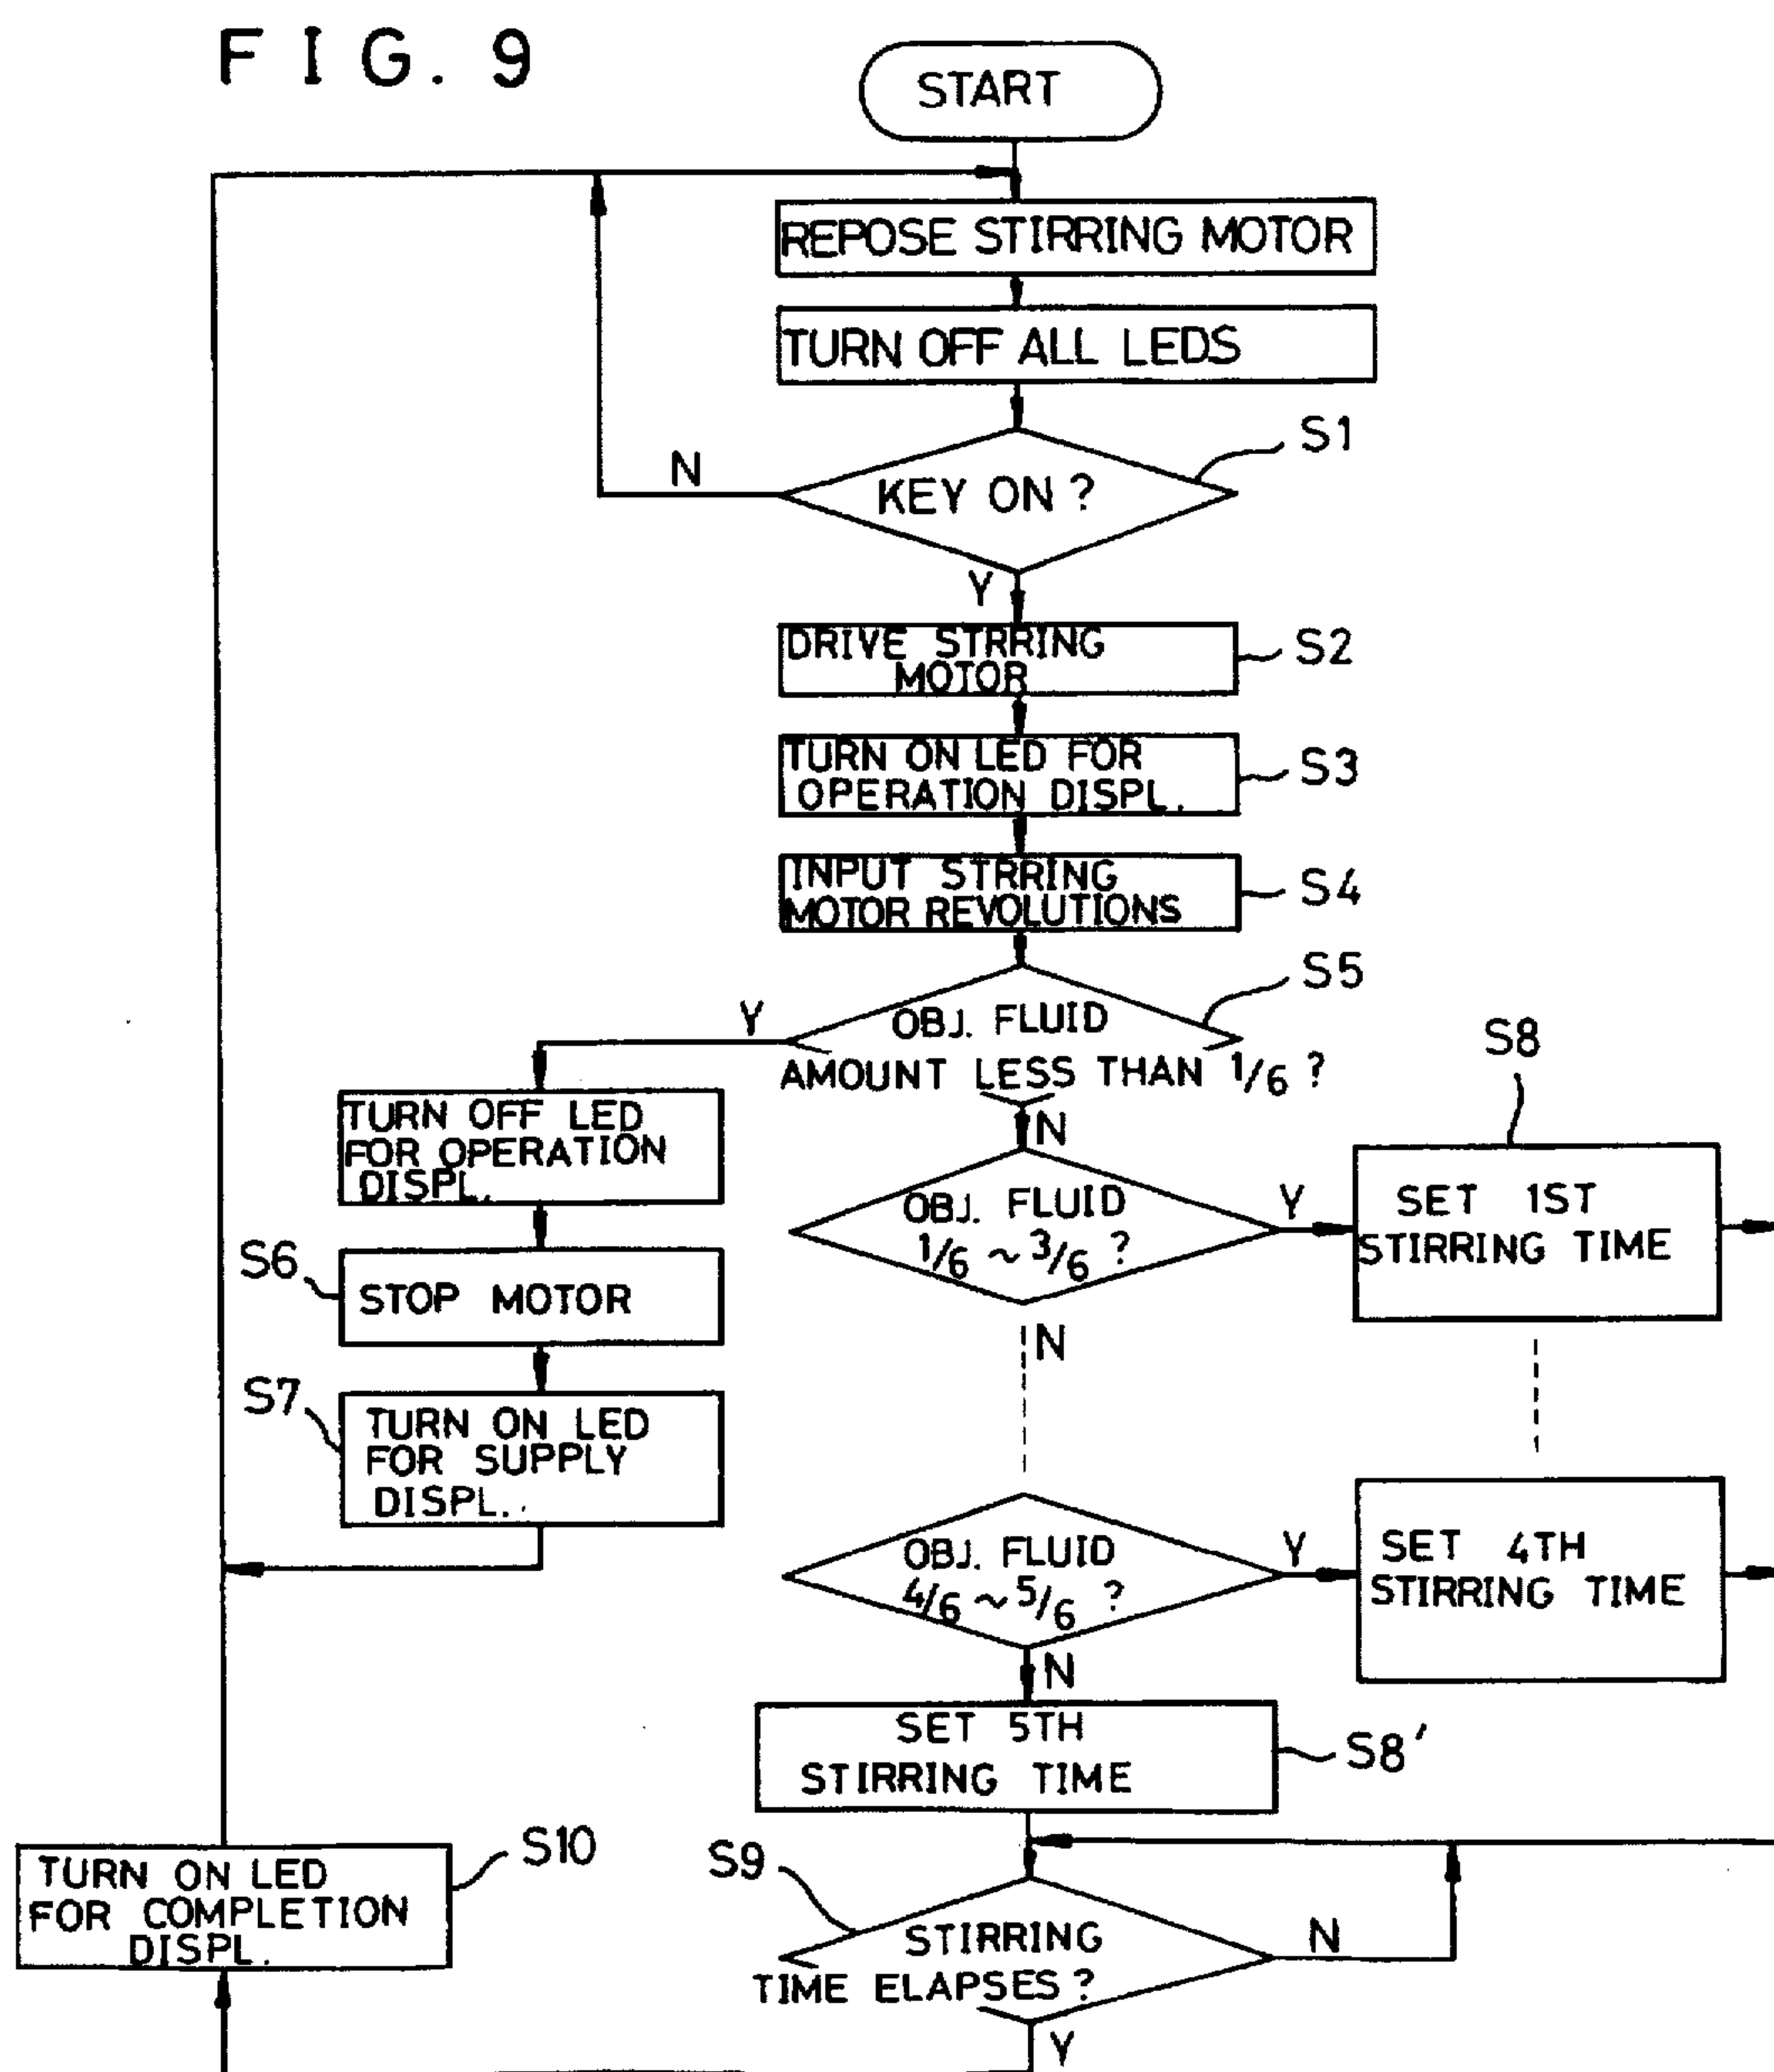 FIG. 9
START
REPOSE STIRRING MOTOR
TURN OFF ALL LEDS
S1
N
KEY ON ?
Y
DRIVE STRRING
MOTOR
S2
TURN ON LED FOR
OPERATION DISPL.
S3
INPUT STRRING
MOTOR REVOLUTIONS
S4
S5
Y
OBJ. FLUID
AMOUNT LESS THAN 1/6 ?
N
TURN OFF LED
FOR OPERATION
DISPL.
S8
OBJ. FLUID
1/6 ~ 3/6 ?
Y
SET 1ST
STIRRING TIME
S6
STOP MOTOR
N
S7
TURN ON LED
FOR SUPPLY
DISPL.
OBJ. FLUID
4/6 ~ 5/6 ?
Y
SET 4TH
STIRRING TIME
N
SET 5TH
STIRRING TIME
S8'
S10
TURN ON LED
FOR COMPLETION
DISPL.
S9
STIRRING
TIME ELAPSES ?
N
Y